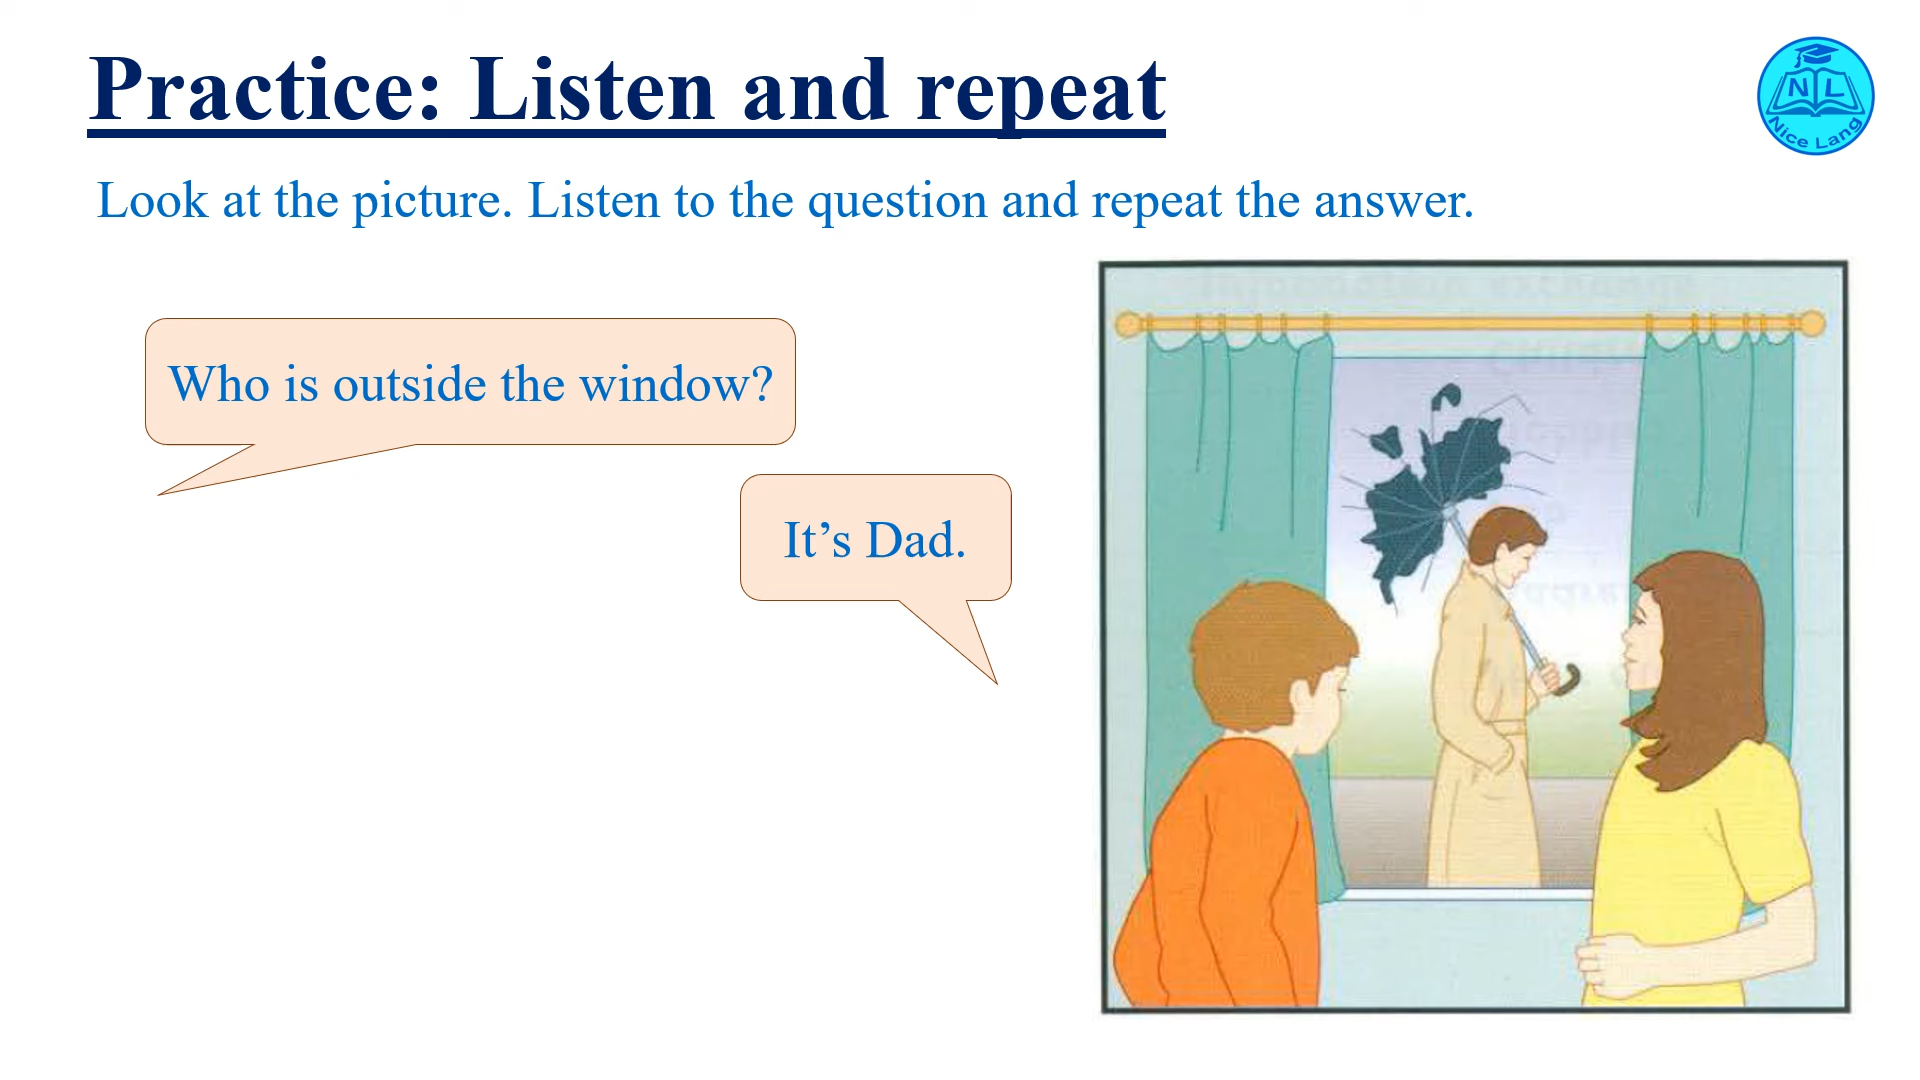 Practice: Listen and repeat
N L
Nice Lang
Look at the picture. Listen to the question and repeat the answer.
Who is outside the window?
It’s Dad.